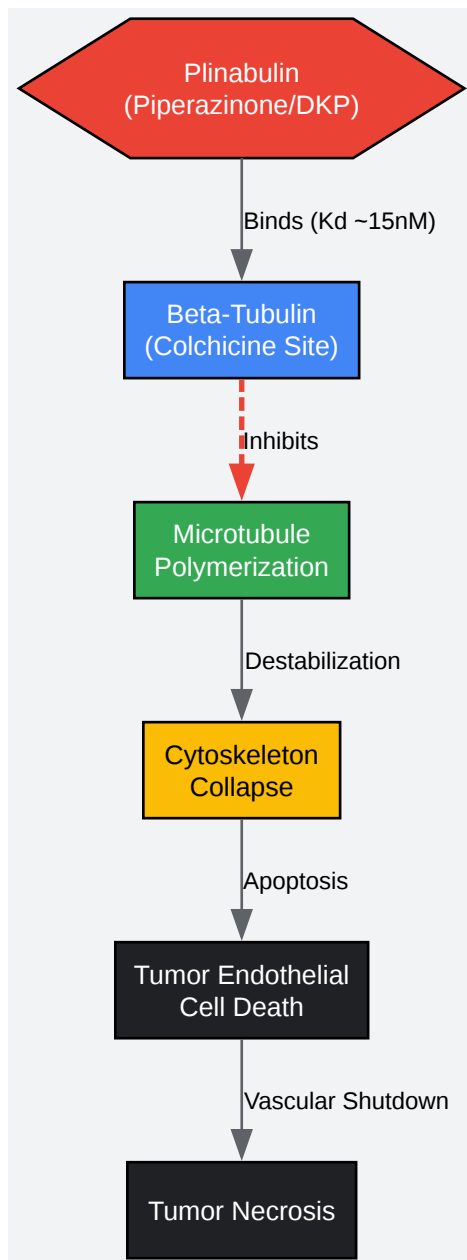 Plinabulin
(Piperazinone/DKP)
Binds (Kd ~15nM)
Beta-Tubulin
(Colchicine Site)
Inhibits
Microtubule
Polymerization
Destabilization
Cytoskeleton
Collapse
Apoptosis
Tumor Endothelial
Cell Death
Vascular Shutdown
Tumor Necrosis